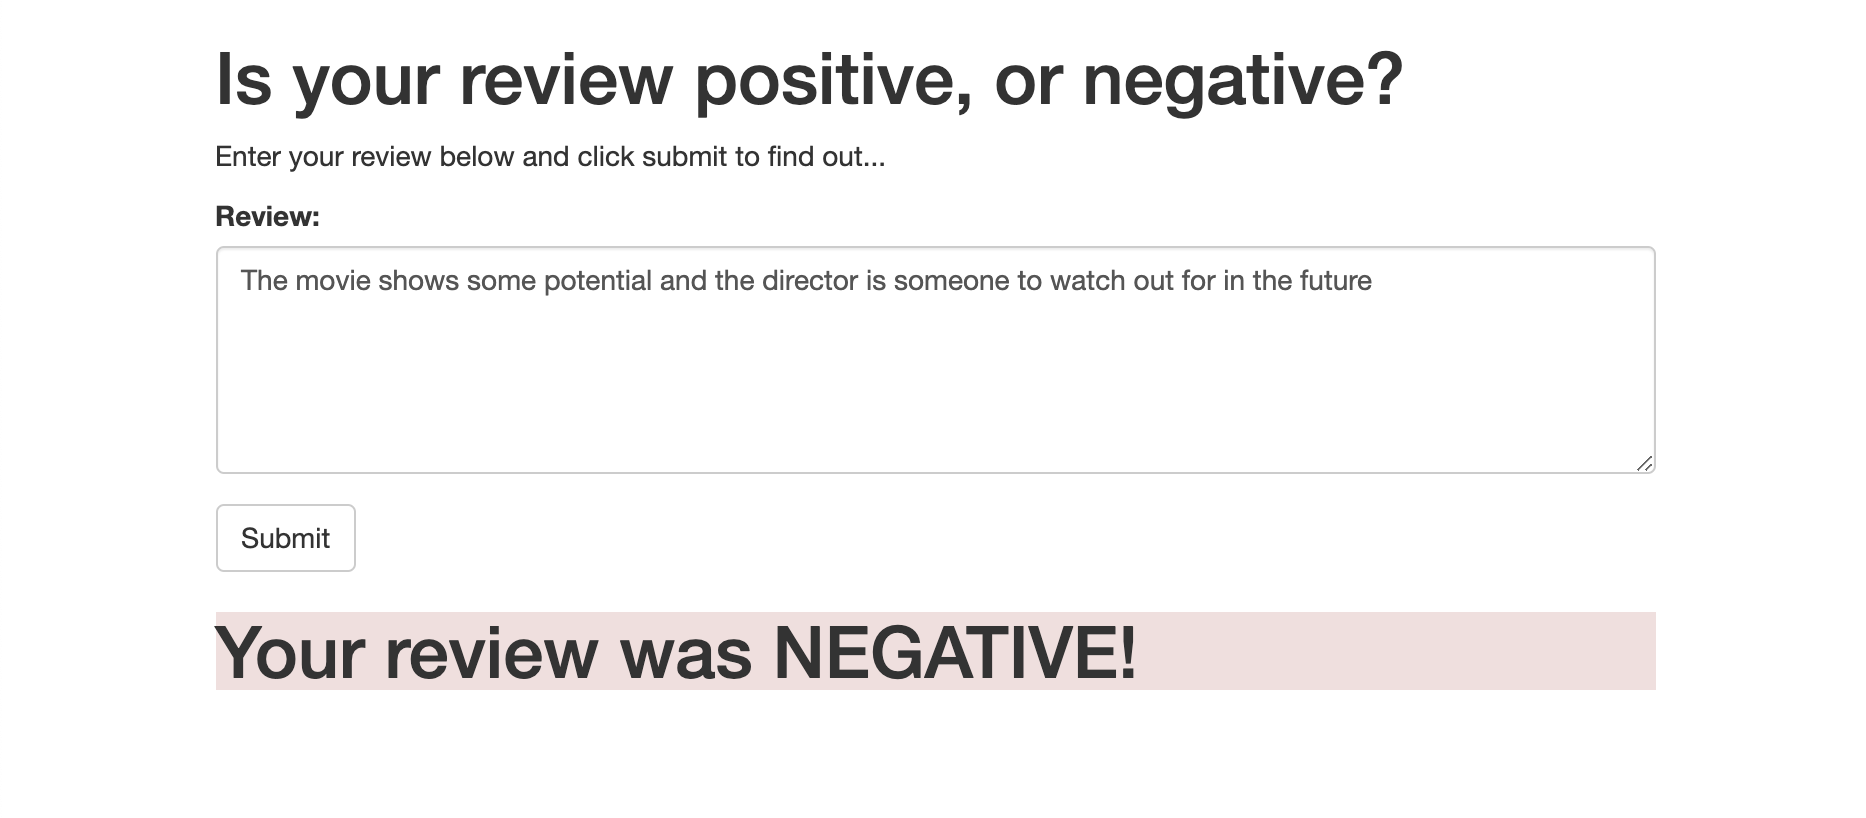 Is your review positive, or negative?
Enter your review below and click submit to find out...
Review:
The movie shows some potential and the director is someone to watch out for in the future
Submit
Your review was NEGATIVE!